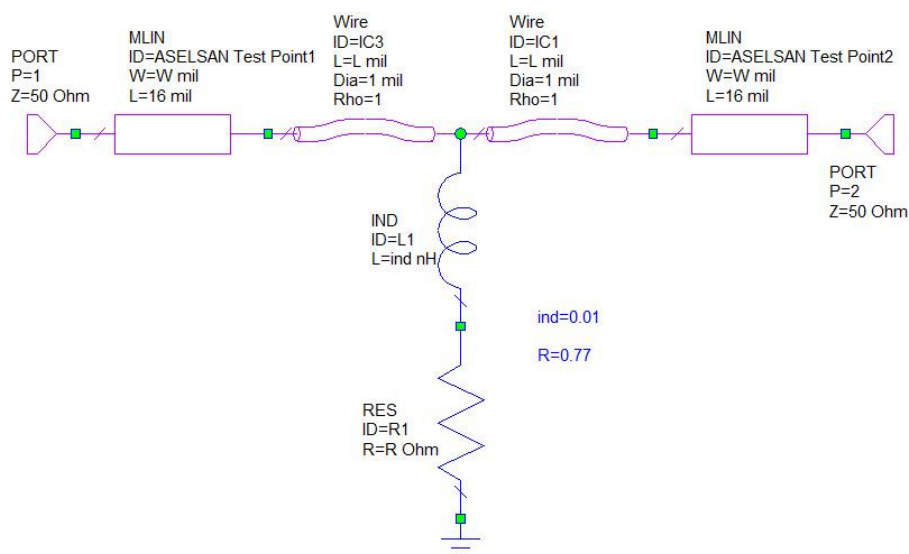 PORT
P=1
Z=50 Ohm
MLIN
ID=ASELSAN Test Point1
W=W mil
L=16 mil
Wire
ID=IC3
L=L mil
Dia=1 mil
Rho=1
Wire
ID=IC1
L=L mil
Dia=1 mil
Rho=1
MLIN
ID=ASELSAN Test Point2
W=W mil
L=16 mil
PORT
P=2
Z=50 Ohm
IND
ID=L1
L=ind nH
ind=0.01
R=0.77
RES
ID=R1
R=R Ohm